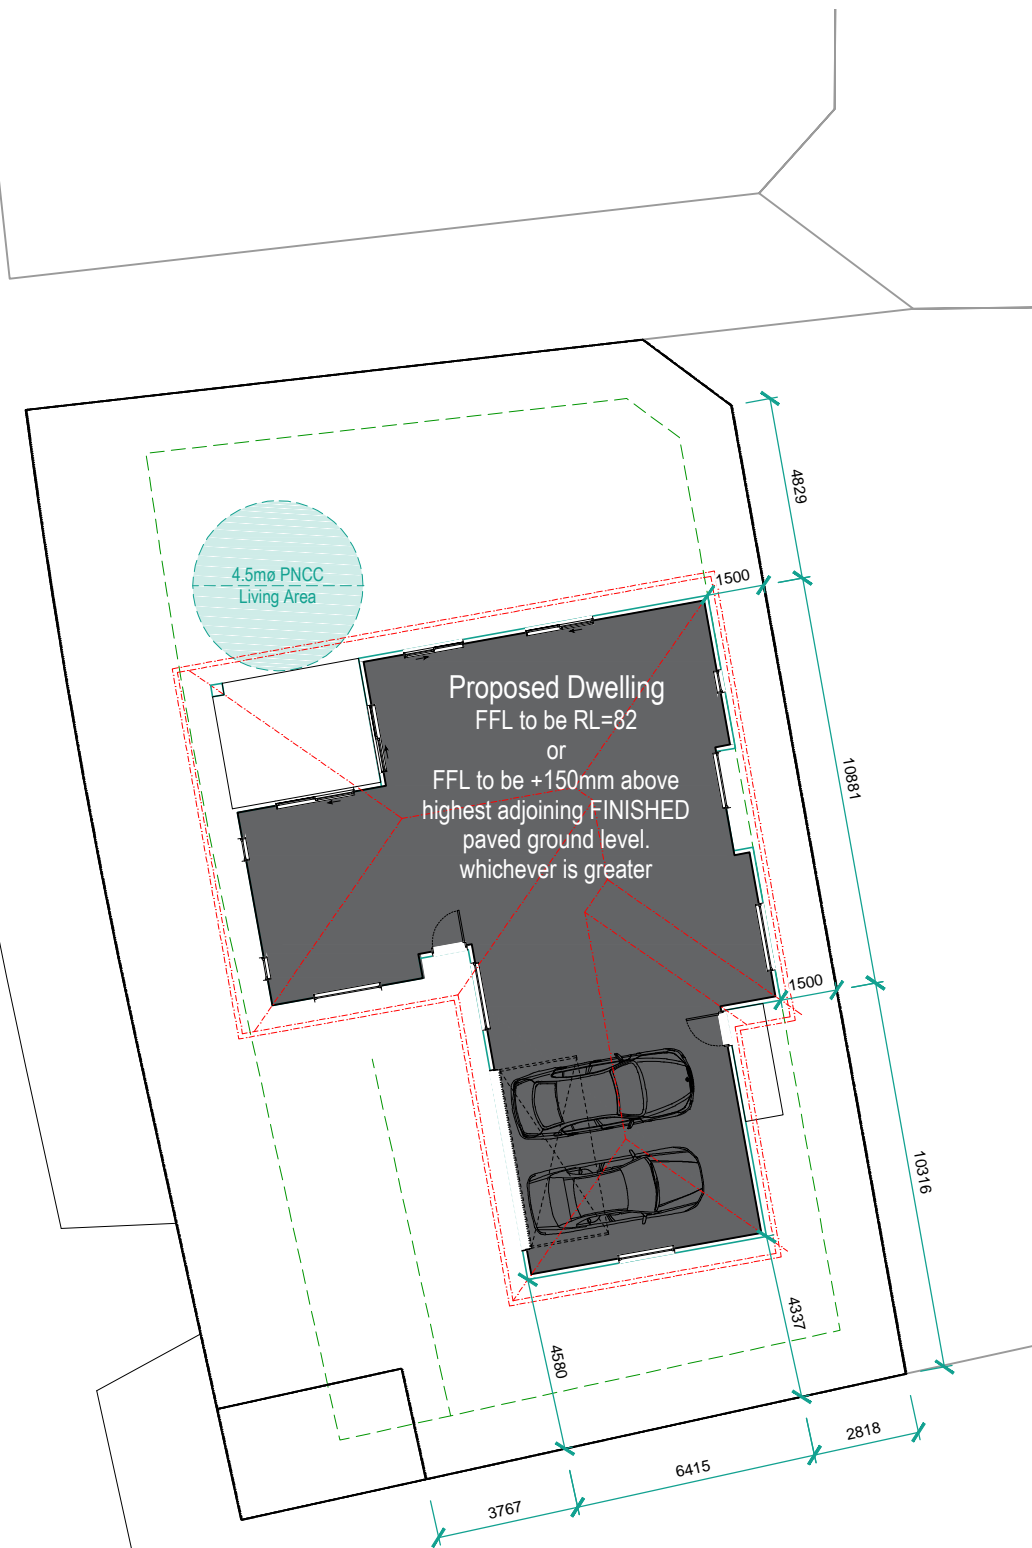 4829
4.5mø PNCC
Living Area
1500
Proposed Dwelling
FFL to be RL=82
or
FFL to be +150mm above
highest adjoining FINISHED
paved ground level.
whichever is greater
10881
1500
10316
4337
4580
2818
6415
3767